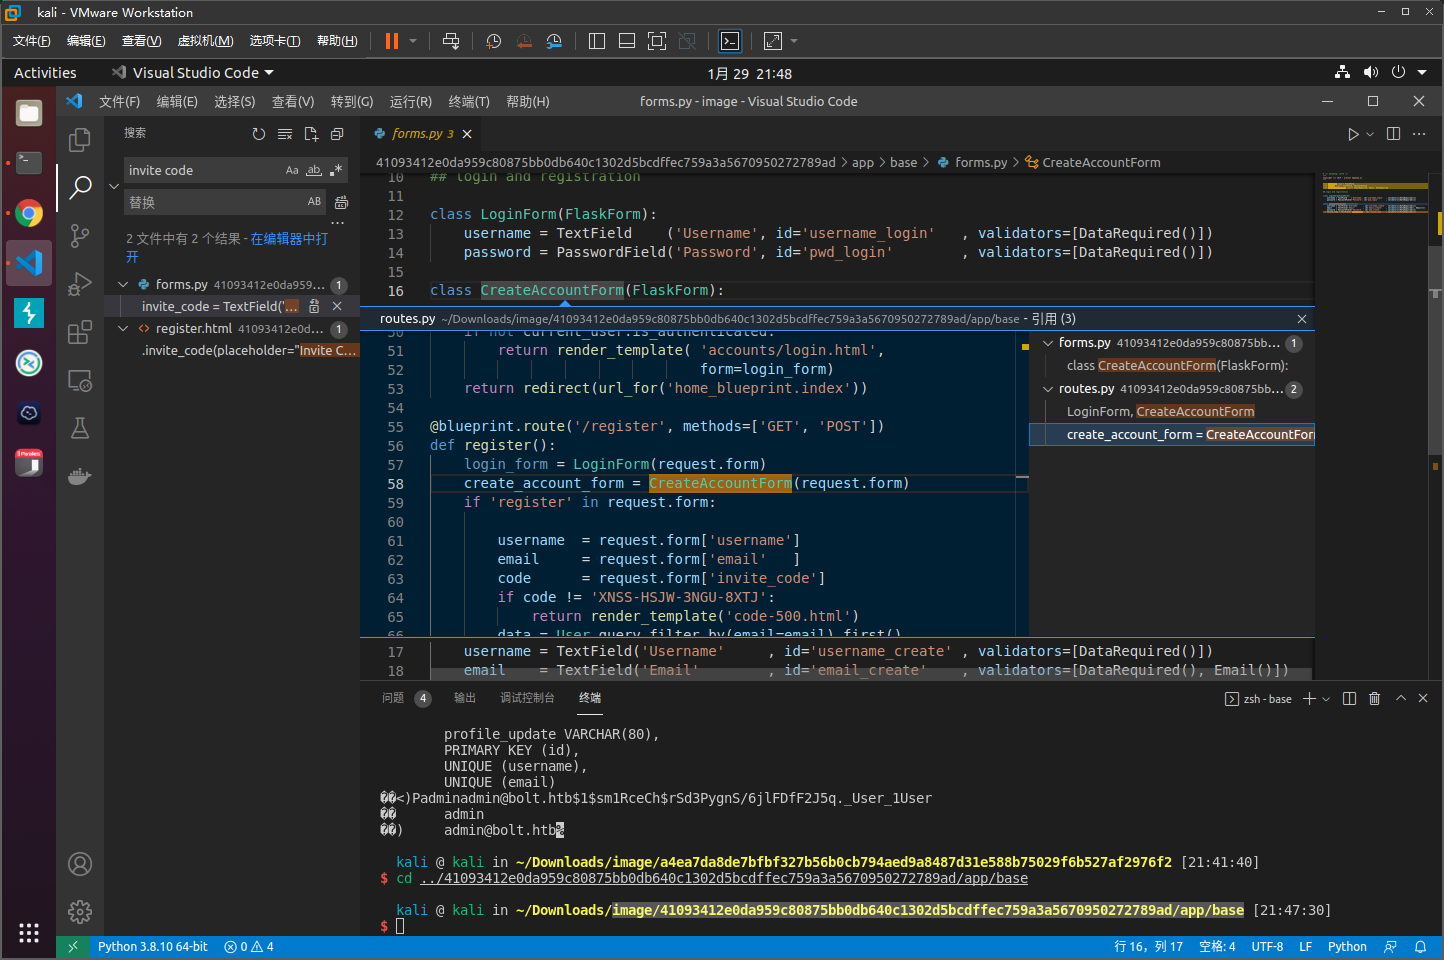 kali - VMware Workstation
文件(F) 编辑(E) 查看(V) 虚拟机(M) 选项卡(T) 帮助(H)
Activities Visual Studio Code 1月 29 21:48
文件(F) 编辑(E) 选择(S) 查看(V) 转到(G) 运行(R) 终端(T) 帮助(H) forms.py - image - Visual Studio Code
搜索
invite code Aa ab
替换 AB
2 文件中有 2 个结果 - 在编辑器中打
开
forms.py 41093412e0da959... 1
invite_code = TextField('...
register.html 41093412e0d... 1
.invite_code(placeholder="Invite C...
forms.py 3
41093412e0da959c80875bb0db640c1302d5bcdffec759a3a5670950272789ad > app > base > forms.py > CreateAccountForm
10 ## login and registration
11
12 class LoginForm(FlaskForm):
13 username = TextField ('Username', id='username_login' , validators=[DataRequired()])
14 password = PasswordField('Password', id='pwd_login' , validators=[DataRequired()])
15
16 class CreateAccountForm(FlaskForm):
routes.py ~/Downloads/image/41093412e0da959c80875bb0db640c1302d5bcdffec759a3a5670950272789ad/app/base - 引用 (3)
50 if not current_user.is_authenticated:
51 return render_template( 'accounts/login.html',
52 form=login_form)
53 return redirect(url_for('home_blueprint.index'))
54
55 @blueprint.route('/register', methods=['GET', 'POST'])
56 def register():
57 login_form = LoginForm(request.form)
58 create_account_form = CreateAccountForm(request.form)
59 if 'register' in request.form:
60
61 username = request.form['username']
62 email = request.form['email' ]
63 code = request.form['invite_code']
64 if code != 'XNSS-HSJW-3NGU-8XTJ':
65 return render_template('code-500.html')
66 data = User.query.filter_by(email=email).first()
forms.py 41093412e0da959c80875bb... 1
class CreateAccountForm(FlaskForm):
routes.py 41093412e0da959c80875bb... 2
LoginForm, CreateAccountForm
create_account_form = CreateAccountForm
17 username = TextField('Username' , id='username_create' , validators=[DataRequired()])
18 email = TextField('Email' , id='email_create' , validators=[DataRequired(), Email()])
问题 4 输出 调试控制台 终端 zsh - base
profile_update VARCHAR(80),
PRIMARY KEY (id),
UNIQUE (username),
UNIQUE (email)
��<)Padminadmin@bolt.htb$1$sm1RceCh$rSd3PygnS/6jlFDfF2J5q._User_1User
�� admin
��) admin@bolt.htb%
kali @ kali in ~/Downloads/image/a4ea7da8de7bfbf327b56b0cb794aed9a8487d31e588b75029f6b527af2976f2 [21:41:40]
$ cd ../41093412e0da959c80875bb0db640c1302d5bcdffec759a3a5670950272789ad/app/base
kali @ kali in ~/Downloads/image/41093412e0da959c80875bb0db640c1302d5bcdffec759a3a5670950272789ad/app/base [21:47:30]
$
Python 3.8.10 64-bit 0 4 行 16, 列 17 空格: 4 UTF-8 LF Python